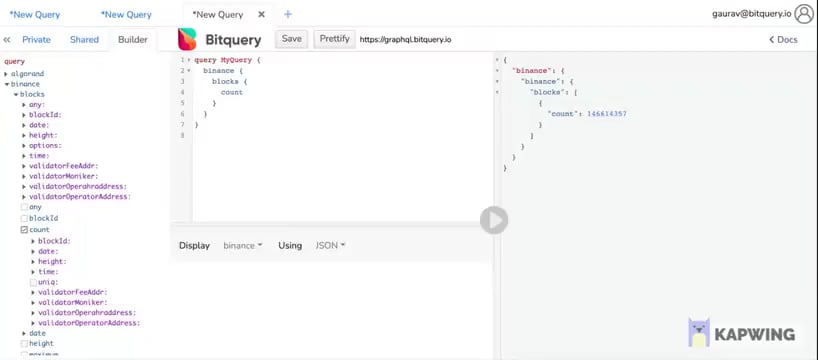 *New Query
*New Query
*New Query ×
+
gaurav@bitquery.io
Private
Shared
Builder
Bitquery
Save
Prettify
https://graphql.bitquery.io
Docs
query
algorand
binance
blocks
any:
blockId:
date:
height:
options:
time:
validatorFeeAddr:
validatorMoniker:
validatorOperahraddress:
validatorOperatorAddress:
any
blockId
count
blockId:
date:
height:
time:
uniq:
validatorFeeAddr:
validatorMoniker:
validatorOperahraddress:
validatorOperatorAddress:
date
height
1 query MyQuery {
2 binance {
3 blocks {
4 count
5 }
6 }
7 }
8
Display
binance
Using
JSON
{
"binance": {
"binance": {
"blocks": [
{
"count": 146614357
}
]
}
}
}
KAPWING